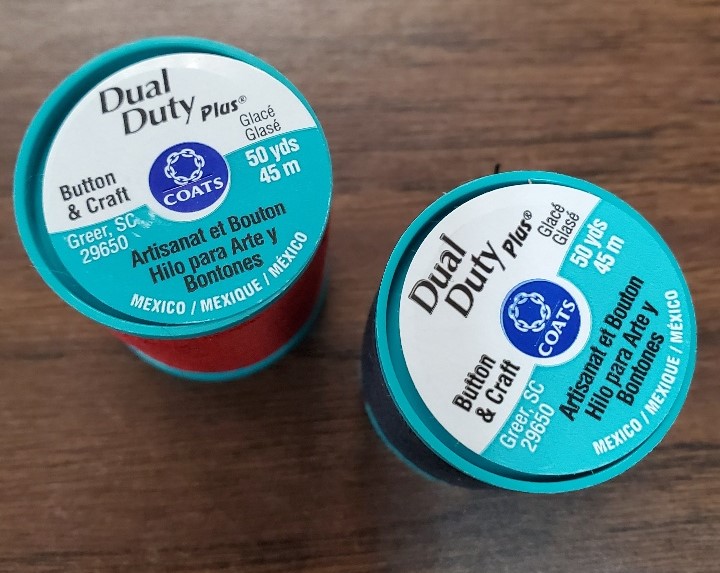 Dual
Duty Plus®
Glacé
Glasé
50 yds
45 m
Button
& Craft
COATS
Greer, SC
29650
Artisanat et Bouton
Hilo para Arte y
Bontones
MEXICO / MEXIQUE / MÉXICO
Dual
Duty Plus®
Glacé
Glasé
50 yds
45 m
Button
& Craft
COATS
Greer, SC
29650
Artisanat et Bouton
Hilo para Arte y
Bontones
MEXICO / MEXIQUE / MÉXICO